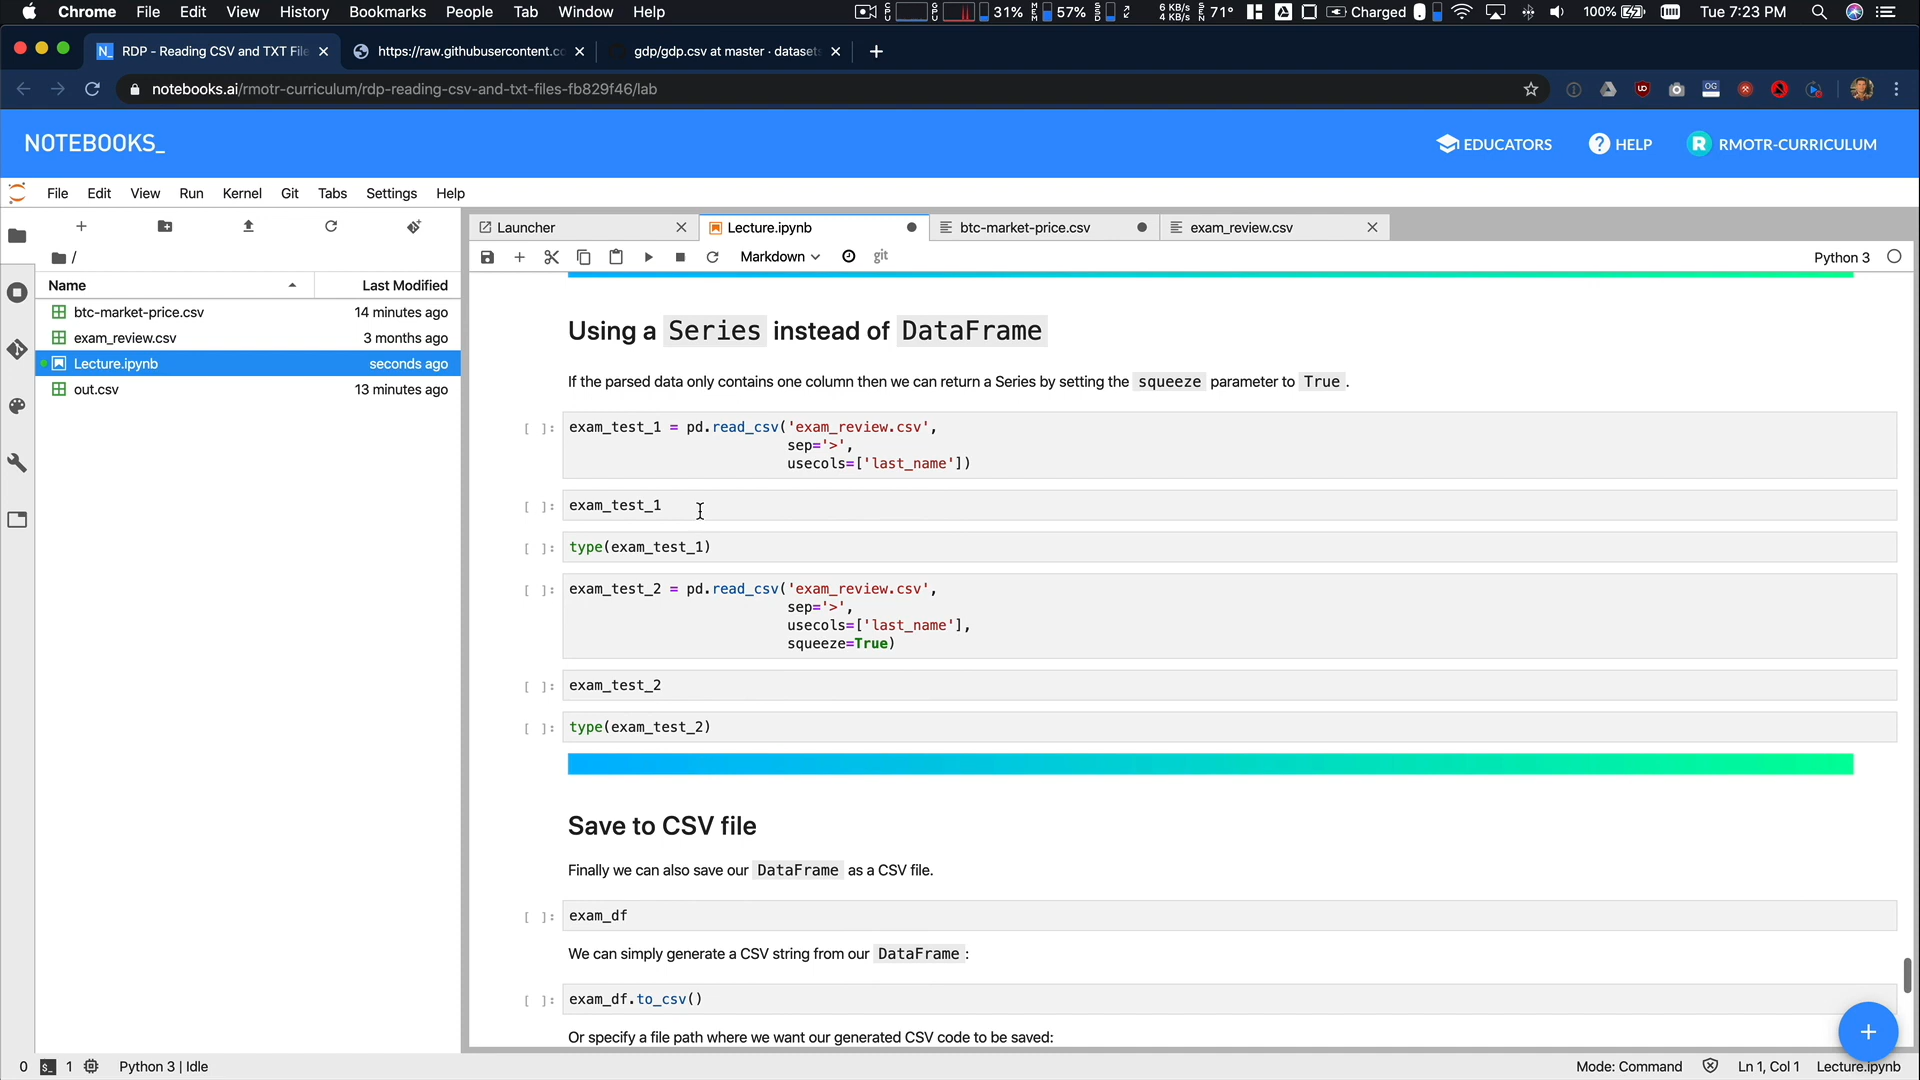 Chrome File Edit View History Bookmarks People Tab Window Help 31% 57% 6 KB/s 4 KB/s 71° Charged 100% Tue 7:23 PM
RDP - Reading CSV and TXT File https://raw.githubusercontent.c gdp/gdp.csv at master · datasets
notebooks.ai/rmotr-curriculum/rdp-reading-csv-and-txt-files-fb829f46/lab
NOTEBOOKS_ EDUCATORS HELP R RMOTR-CURRICULUM
File Edit View Run Kernel Git Tabs Settings Help
Launcher Lecture.ipynb btc-market-price.csv exam_review.csv
Markdown git Python 3
/
Name Last Modified
btc-market-price.csv 14 minutes ago
exam_review.csv 3 months ago
Lecture.ipynb seconds ago
out.csv 13 minutes ago
Using a Series instead of DataFrame
If the parsed data only contains one column then we can return a Series by setting the squeeze parameter to True .
[ ]: exam_test_1 = pd.read_csv('exam_review.csv',
sep='>',
usecols=['last_name'])
[ ]: exam_test_1
[ ]: type(exam_test_1)
[ ]: exam_test_2 = pd.read_csv('exam_review.csv',
sep='>',
usecols=['last_name'],
squeeze=True)
[ ]: exam_test_2
[ ]: type(exam_test_2)
Save to CSV file
Finally we can also save our DataFrame as a CSV file.
[ ]: exam_df
We can simply generate a CSV string from our DataFrame :
[ ]: exam_df.to_csv()
Or specify a file path where we want our generated CSV code to be saved:
0 1 Python 3 | Idle Mode: Command Ln 1, Col 1 Lecture.ipynb